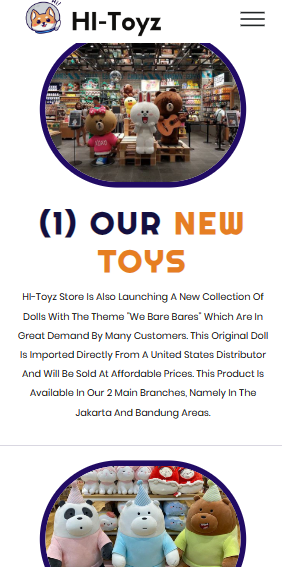 HI!
HI-Toyz
XOXO
(1) OUR NEW
TOYS
HI-Toyz Store Is Also Launching A New Collection Of
Dolls With The Theme "We Bare Bares" Which Are In
Great Demand By Many Customers. This Original Doll
Is Imported Directly From A United States Distributor
And Will Be Sold At Affordable Prices. This Product Is
Available In Our 2 Main Branches, Namely In The
Jakarta And Bandung Areas.